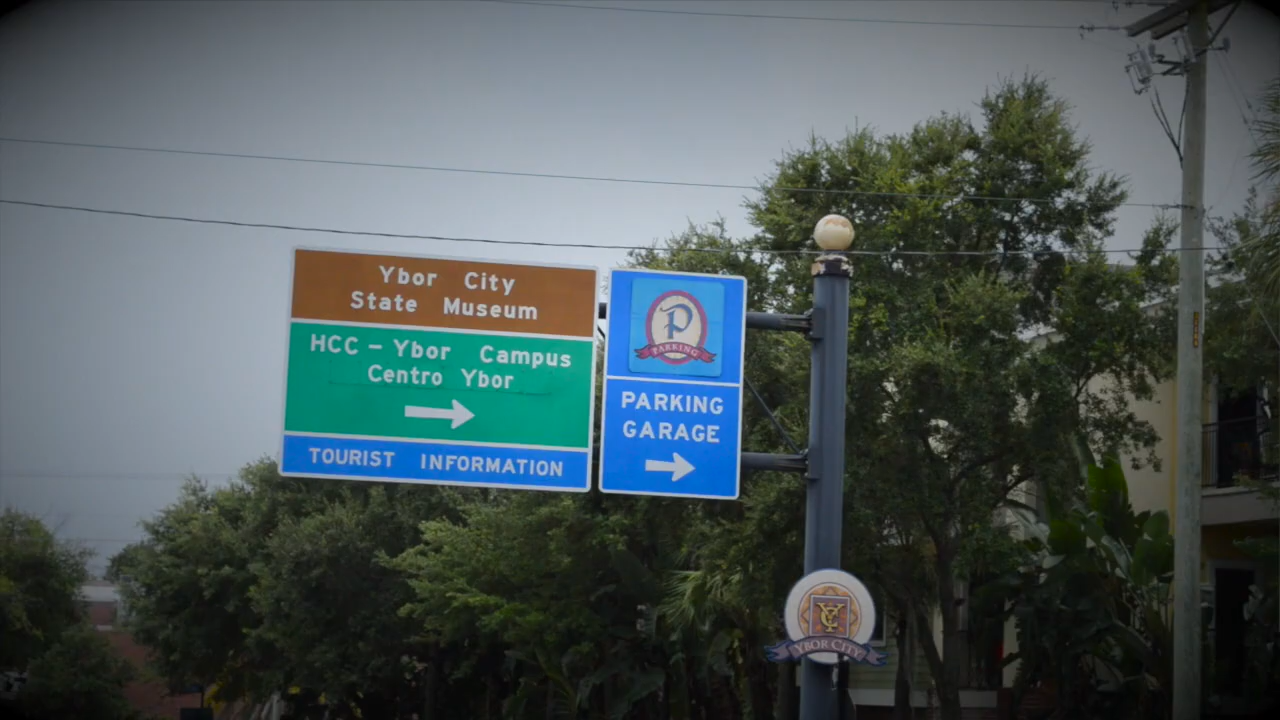 Ybor City
State Museum
HCC - Ybor Campus
Centro Ybor
TOURIST INFORMATION
P
PARKING
PARKING
GARAGE
YC
YBOR CITY